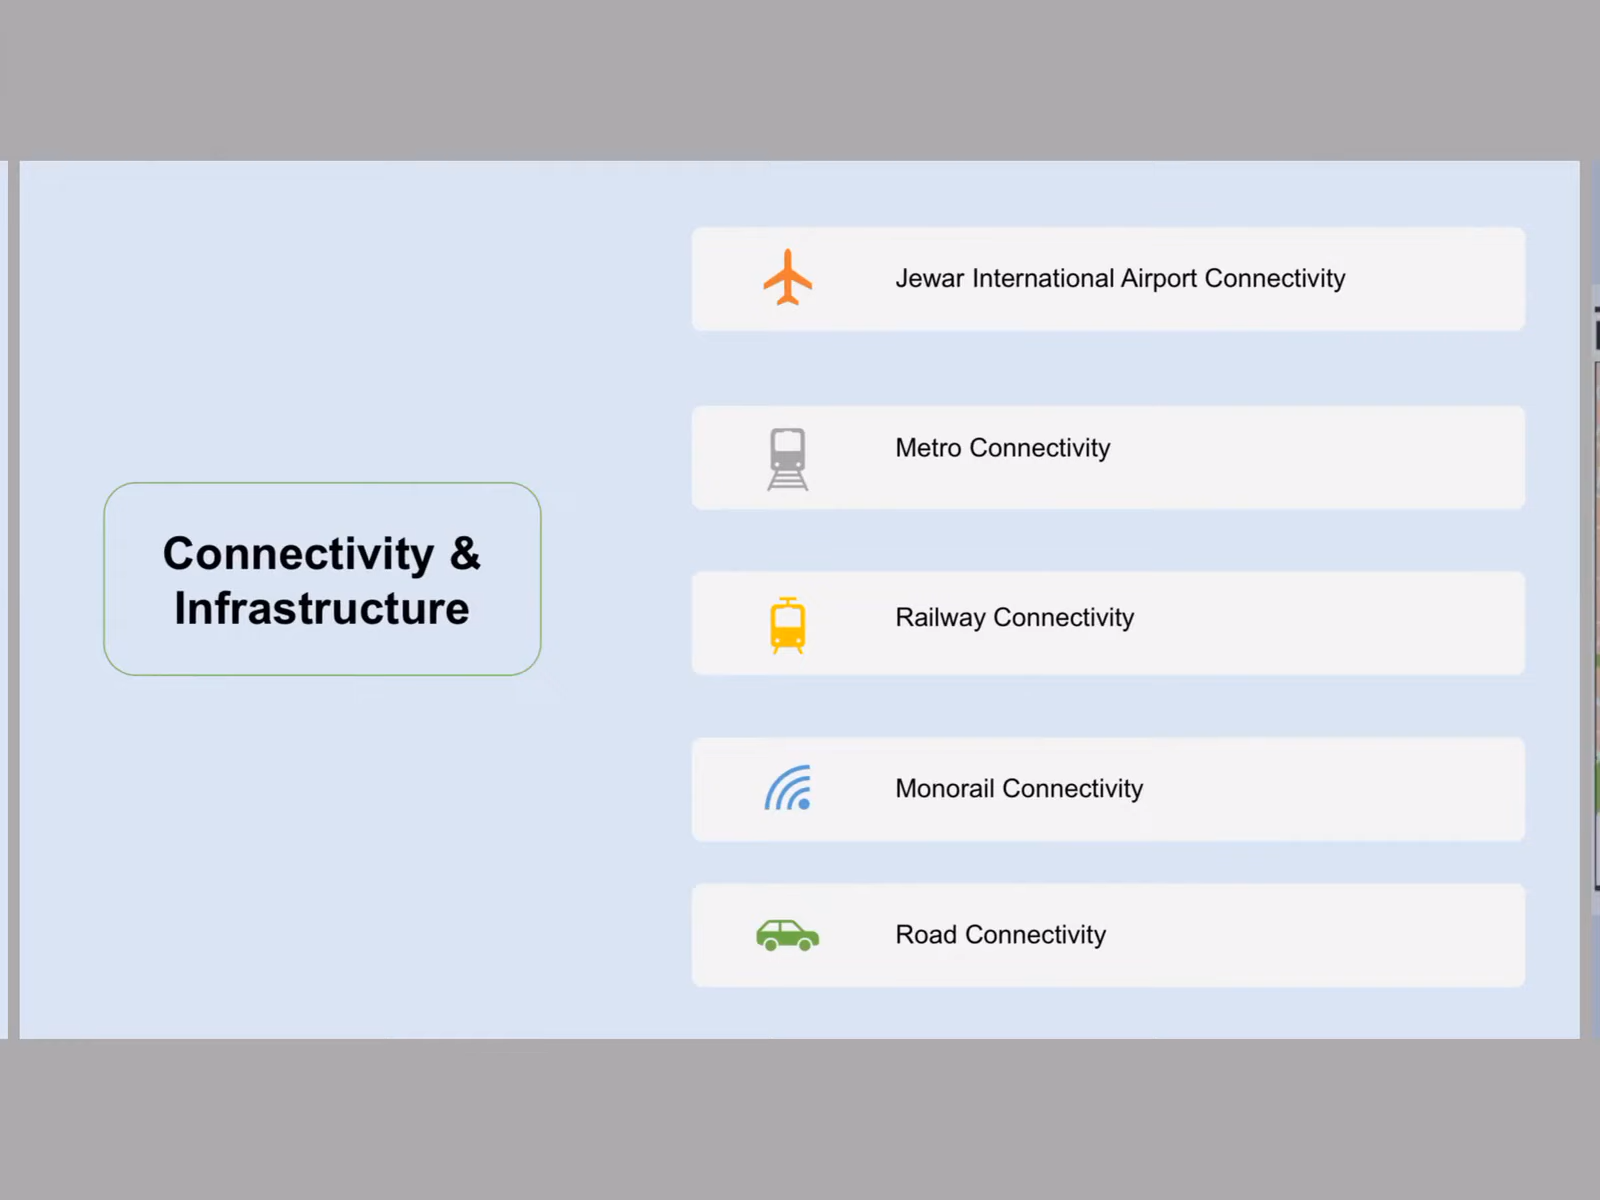 Connectivity &
Infrastructure
Jewar International Airport Connectivity
Metro Connectivity
Railway Connectivity
Monorail Connectivity
Road Connectivity